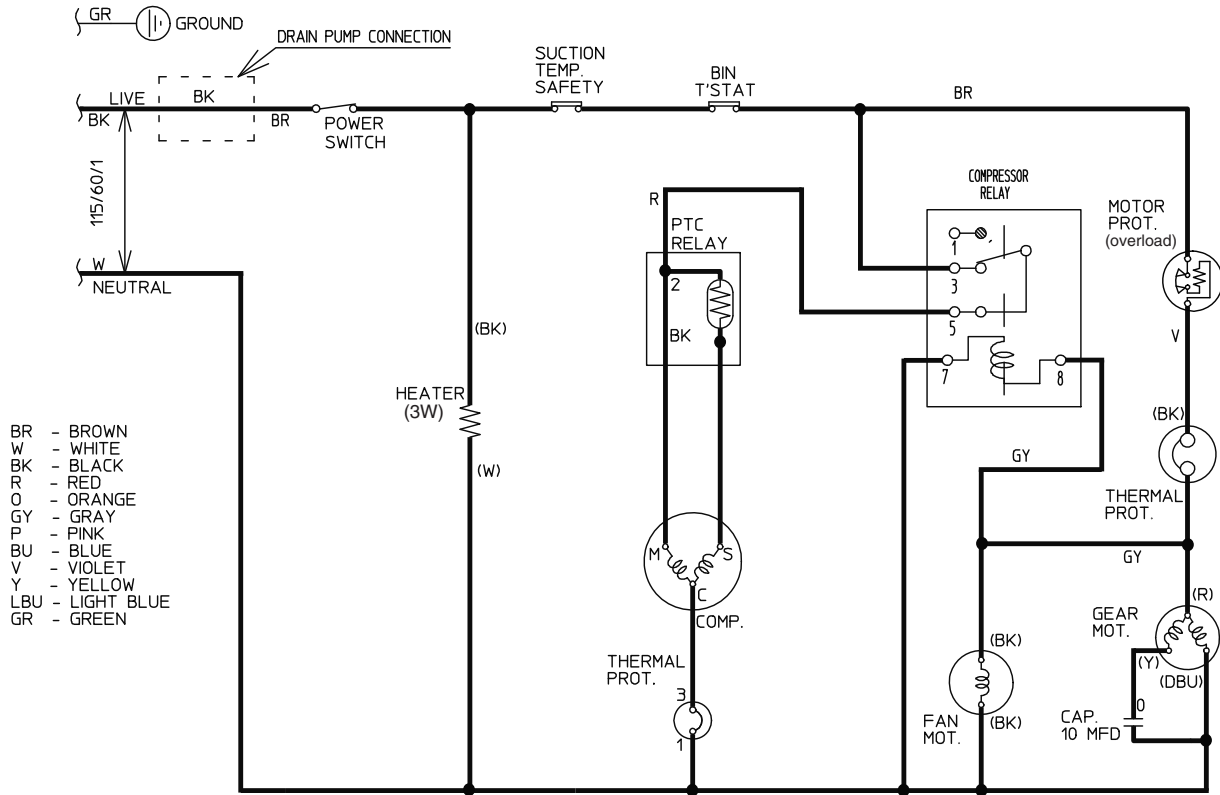 GR
GROUND
DRAIN PUMP CONNECTION
LIVE
BK
BK
BR
POWER
SWITCH
SUCTION
TEMP.
SAFETY
BIN
T'STAT
BR
115/60/1
W
NEUTRAL
R
PTC
RELAY
2
BK
COMPRESSOR
RELAY
1
3
5
7
8
MOTOR
PROT.
(overload)
V
(BK)
THERMAL
PROT.
(BK)
HEATER
(3W)
(W)
GY
GY
BR - BROWN
W - WHITE
BK - BLACK
R - RED
O - ORANGE
GY - GRAY
P - PINK
BU - BLUE
V - VIOLET
Y - YELLOW
LBU - LIGHT BLUE
GR - GREEN
M
S
C
COMP.
THERMAL
PROT.
3
1
(BK)
FAN
MOT.
(BK)
(R)
GEAR
MOT.
(Y)
(DBU)
O
CAP.
10 MFD